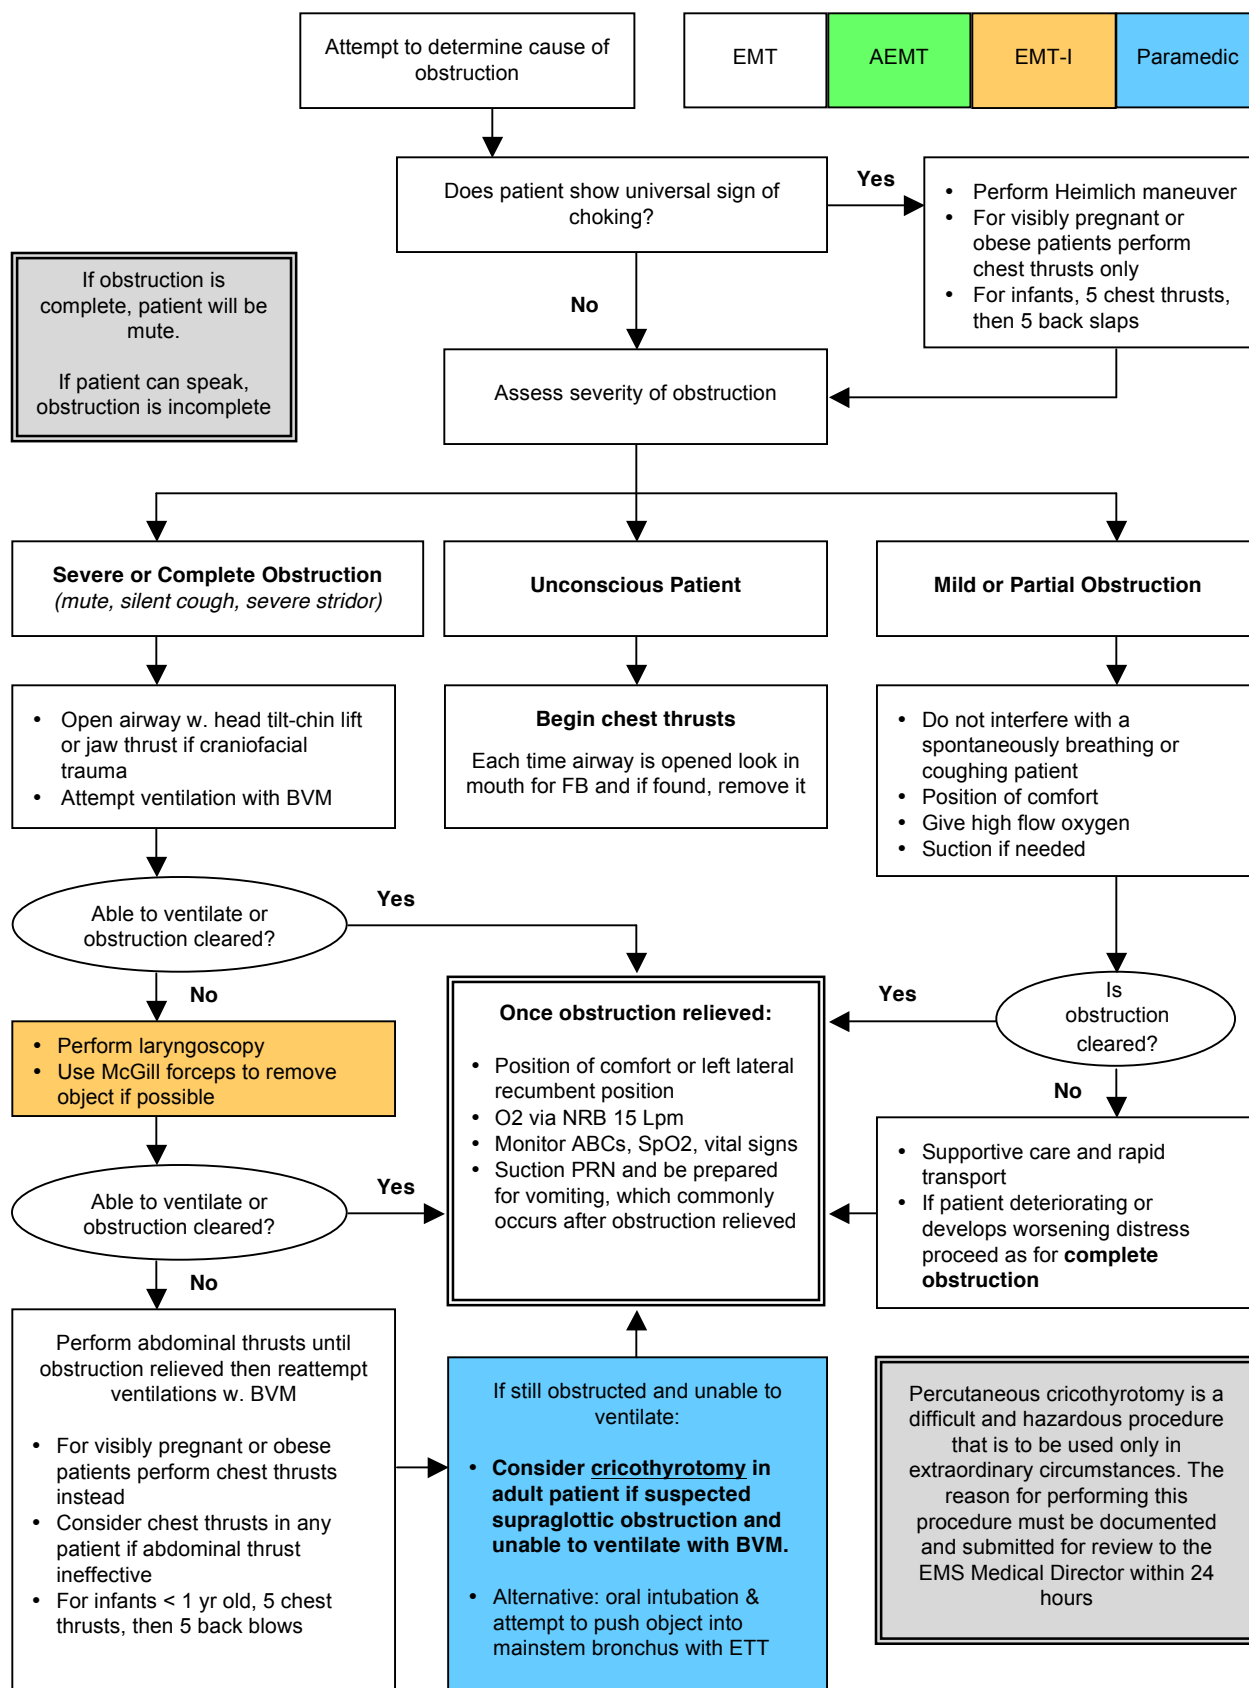 Attempt to determine cause of
obstruction
EMT
AEMT
EMT-I
Paramedic
Does patient show universal sign of
choking?
Yes
• Perform Heimlich maneuver
• For visibly pregnant or
obese patients perform
chest thrusts only
• For infants, 5 chest thrusts,
then 5 back slaps
If obstruction is
complete, patient will be
mute.
If patient can speak,
obstruction is incomplete
No
Assess severity of obstruction
Severe or Complete Obstruction
(mute, silent cough, severe stridor)
Unconscious Patient
Mild or Partial Obstruction
• Open airway w. head tilt-chin lift
or jaw thrust if craniofacial
trauma
• Attempt ventilation with BVM
Begin chest thrusts
Each time airway is opened look in
mouth for FB and if found, remove it
• Do not interfere with a
spontaneously breathing or
coughing patient
• Position of comfort
• Give high flow oxygen
• Suction if needed
Able to ventilate or
obstruction cleared?
Yes
No
• Perform laryngoscopy
• Use McGill forceps to remove
object if possible
Able to ventilate or
obstruction cleared?
Yes
No
Once obstruction relieved:
• Position of comfort or left lateral
recumbent position
• O2 via NRB 15 Lpm
• Monitor ABCs, SpO2, vital signs
• Suction PRN and be prepared
for vomiting, which commonly
occurs after obstruction relieved
Is
obstruction
cleared?
Yes
No
• Supportive care and rapid
transport
• If patient deteriorating or
develops worsening distress
proceed as for complete
obstruction
Perform abdominal thrusts until
obstruction relieved then reattempt
ventilations w. BVM
• For visibly pregnant or obese
patients perform chest thrusts
instead
• Consider chest thrusts in any
patient if abdominal thrust
ineffective
• For infants < 1 yr old, 5 chest
thrusts, then 5 back blows
If still obstructed and unable to
ventilate:
• Consider cricothyrotomy in
adult patient if suspected
supraglottic obstruction and
unable to ventilate with BVM.
• Alternative: oral intubation &
attempt to push object into
mainstem bronchus with ETT
Percutaneous cricothyrotomy is a
difficult and hazardous procedure
that is to be used only in
extraordinary circumstances. The
reason for performing this
procedure must be documented
and submitted for review to the
EMS Medical Director within 24
hours